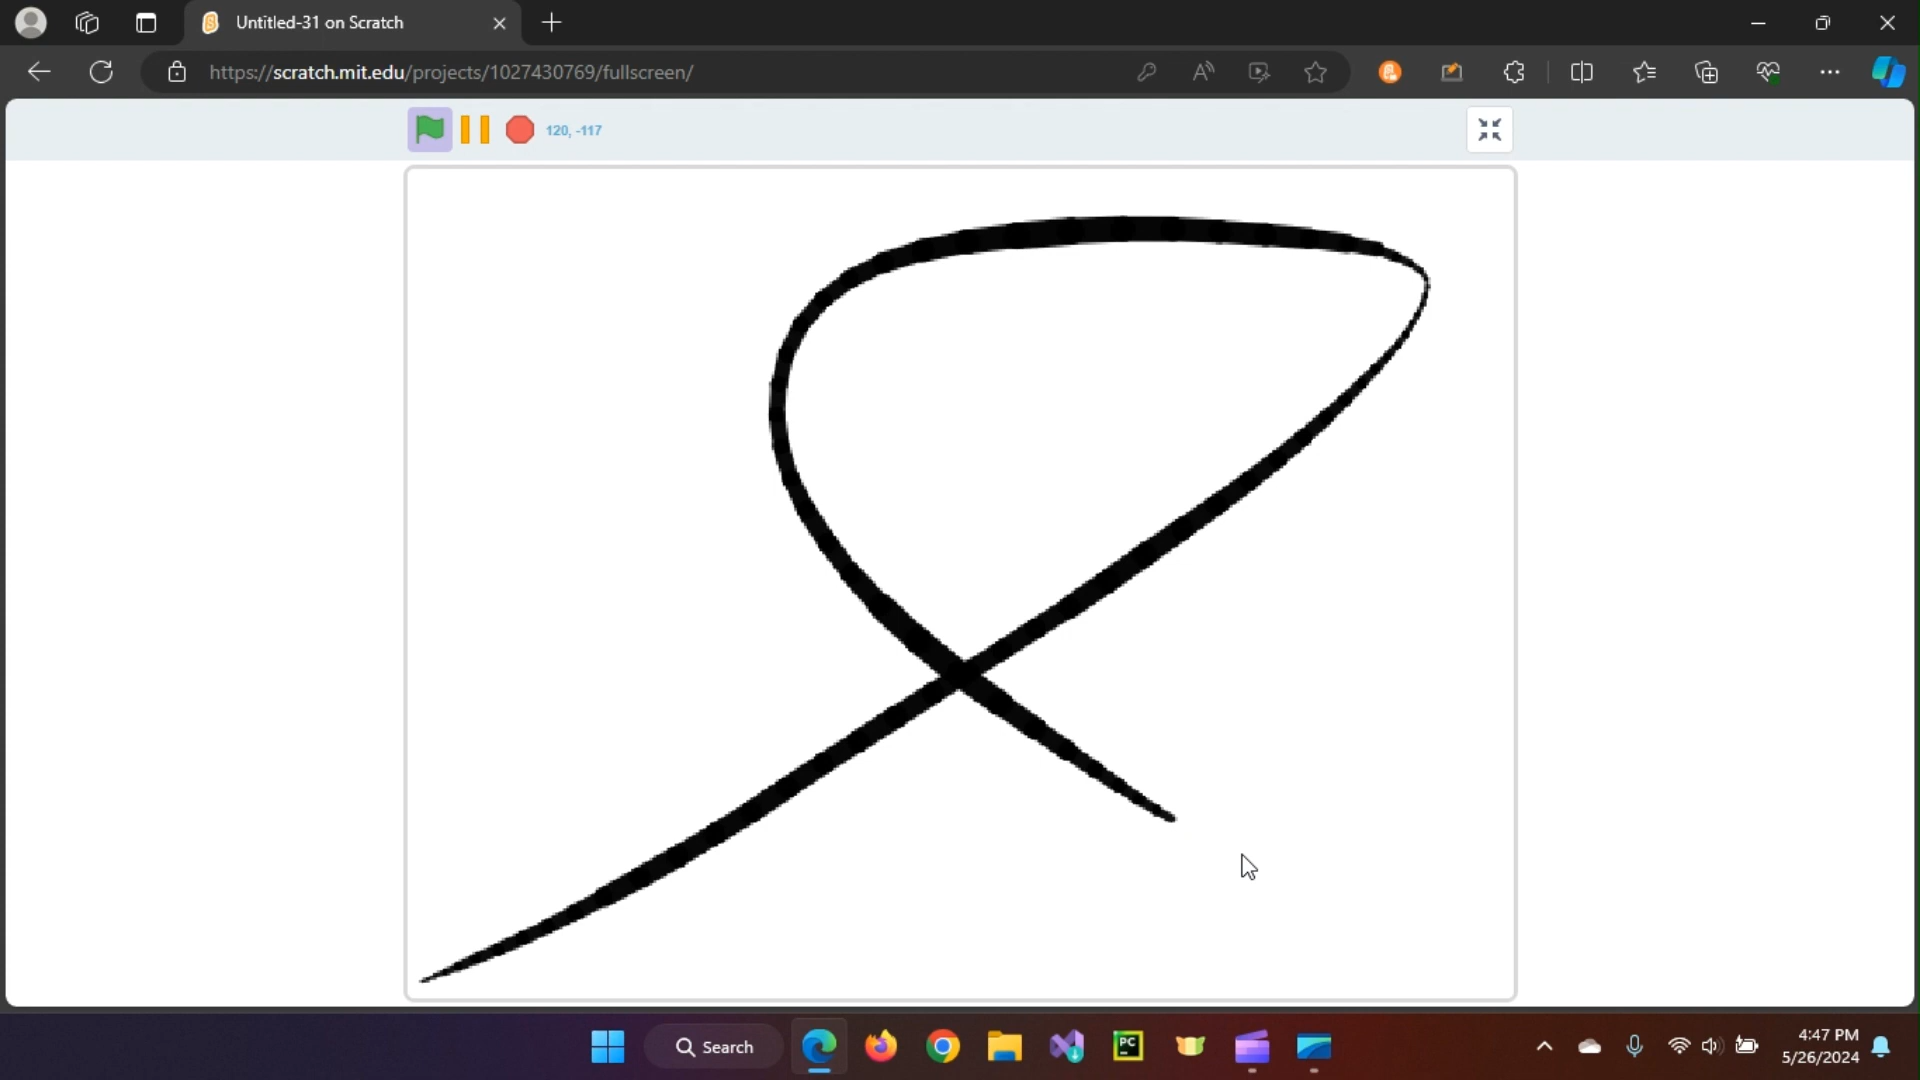 Untitled-31 on Scratch
https://scratch.mit.edu/projects/1027430769/fullscreen/
120, -117
Search
PC
4:47 PM
5/26/2024